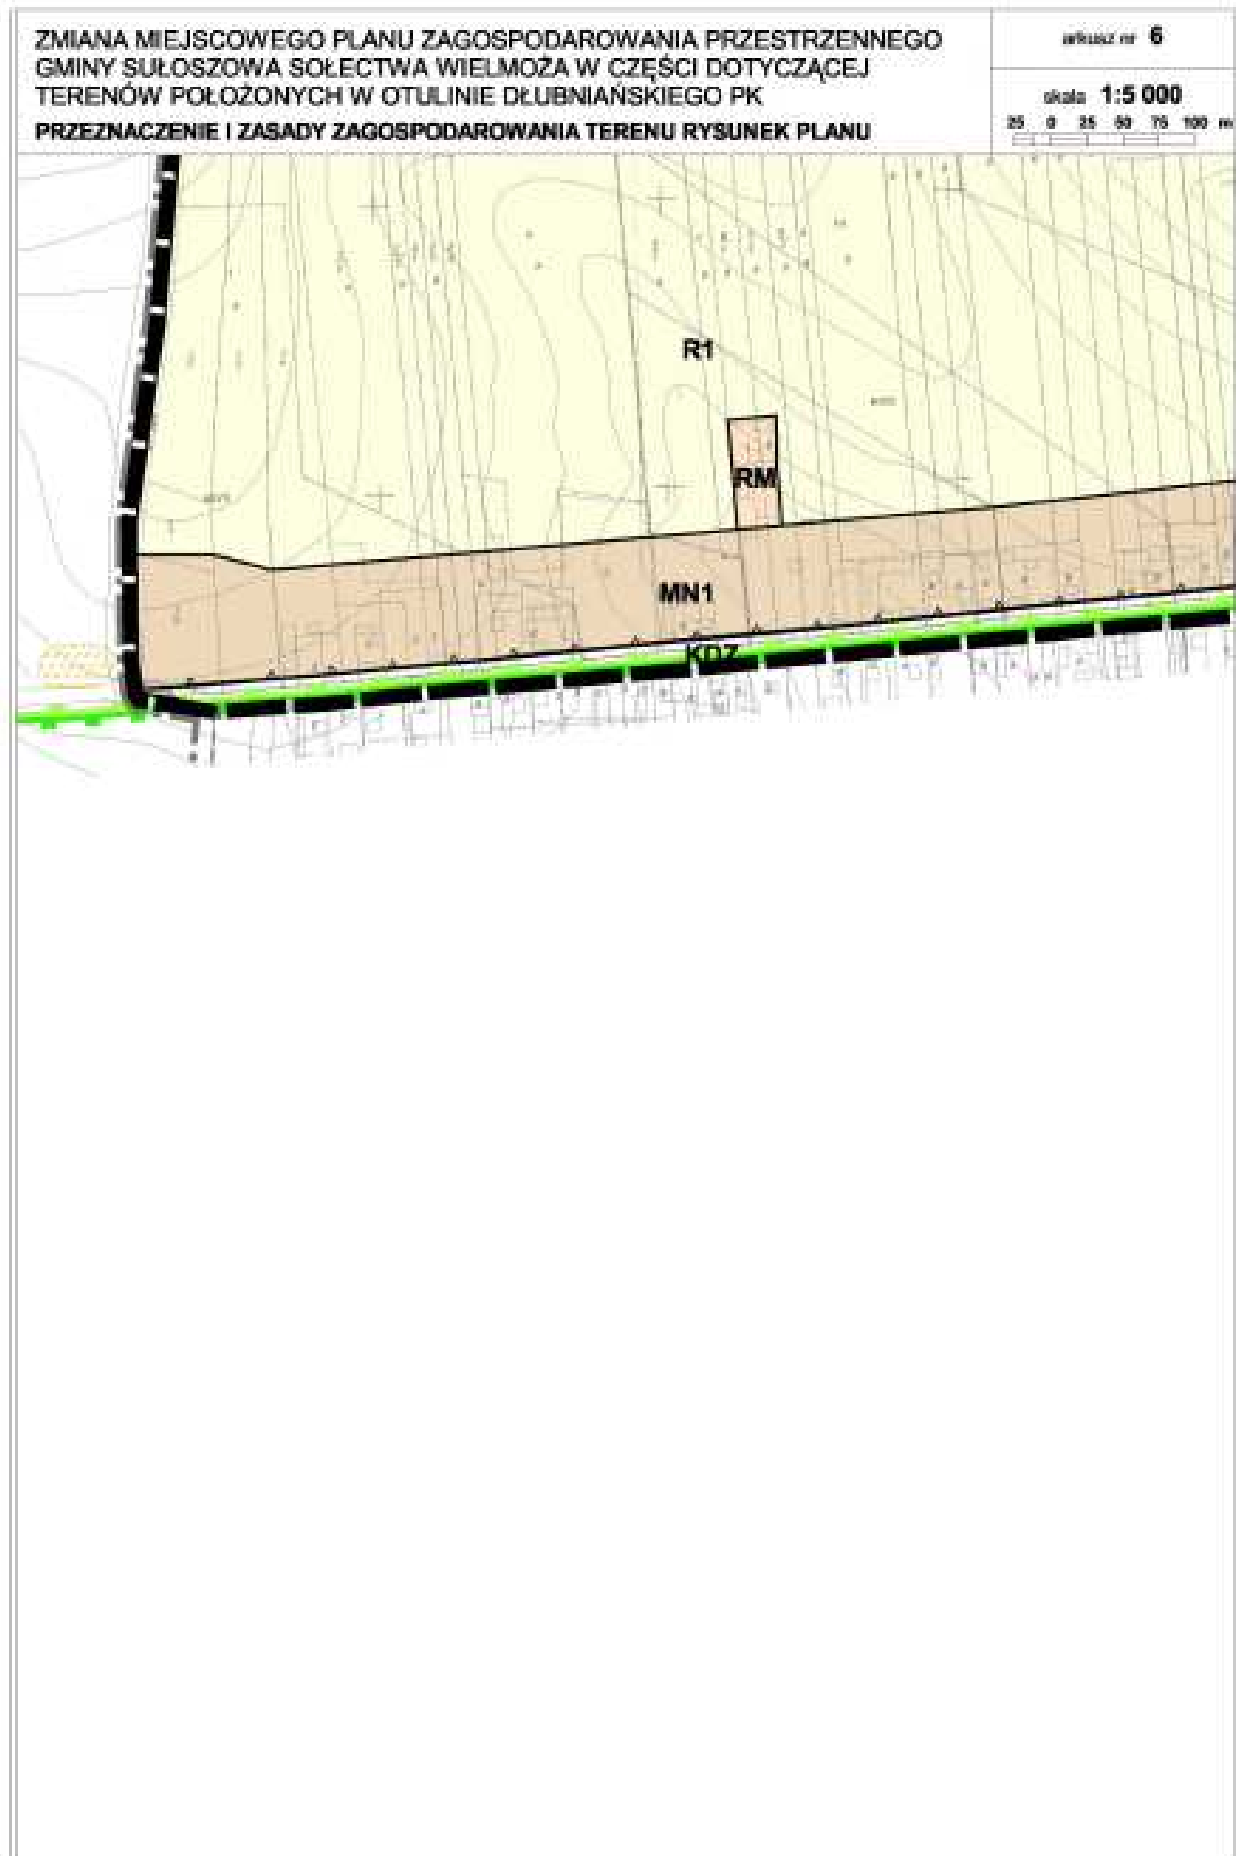 ZMIANA MIEJSCOWEGO PLANU ZAGOSPODAROWANIA PRZESTRZENNEGO
GMINY SUŁOSZOWA SOŁECTWA WIELMOŻA W CZĘŚCI DOTYCZĄCEJ
TERENÓW POŁOŻONYCH W OTULINIE DŁUBNIAŃSKIEGO PK
PRZEZNACZENIE I ZASADY ZAGOSPODAROWANIA TERENU RYSUNEK PLANU
arkusz nr 6
skala 1:5 000
25 0 25 50 75 100 m
R1
RM
MN1
KDZ